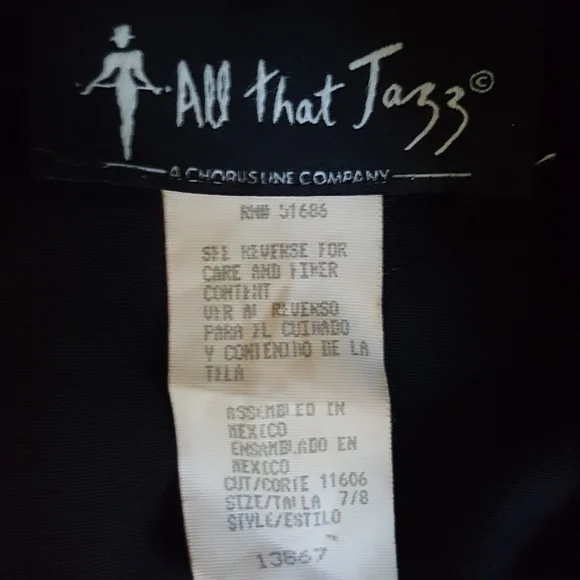 All that Jazz©
A CHORUS LINE COMPANY
RN# 51686
SEE REVERSE FOR
CARE AND FIBER
CONTENT
VER AL REVERSO
PARA EL CUIDADO
Y CONTENIDO DE LA
TELA
ASSEMBLED IN
MEXICO
ENSAMBLADO EN
MEXICO
CUT/CORTE 11606
SIZE/TALLA 7/8
STYLE/ESTILO
13867